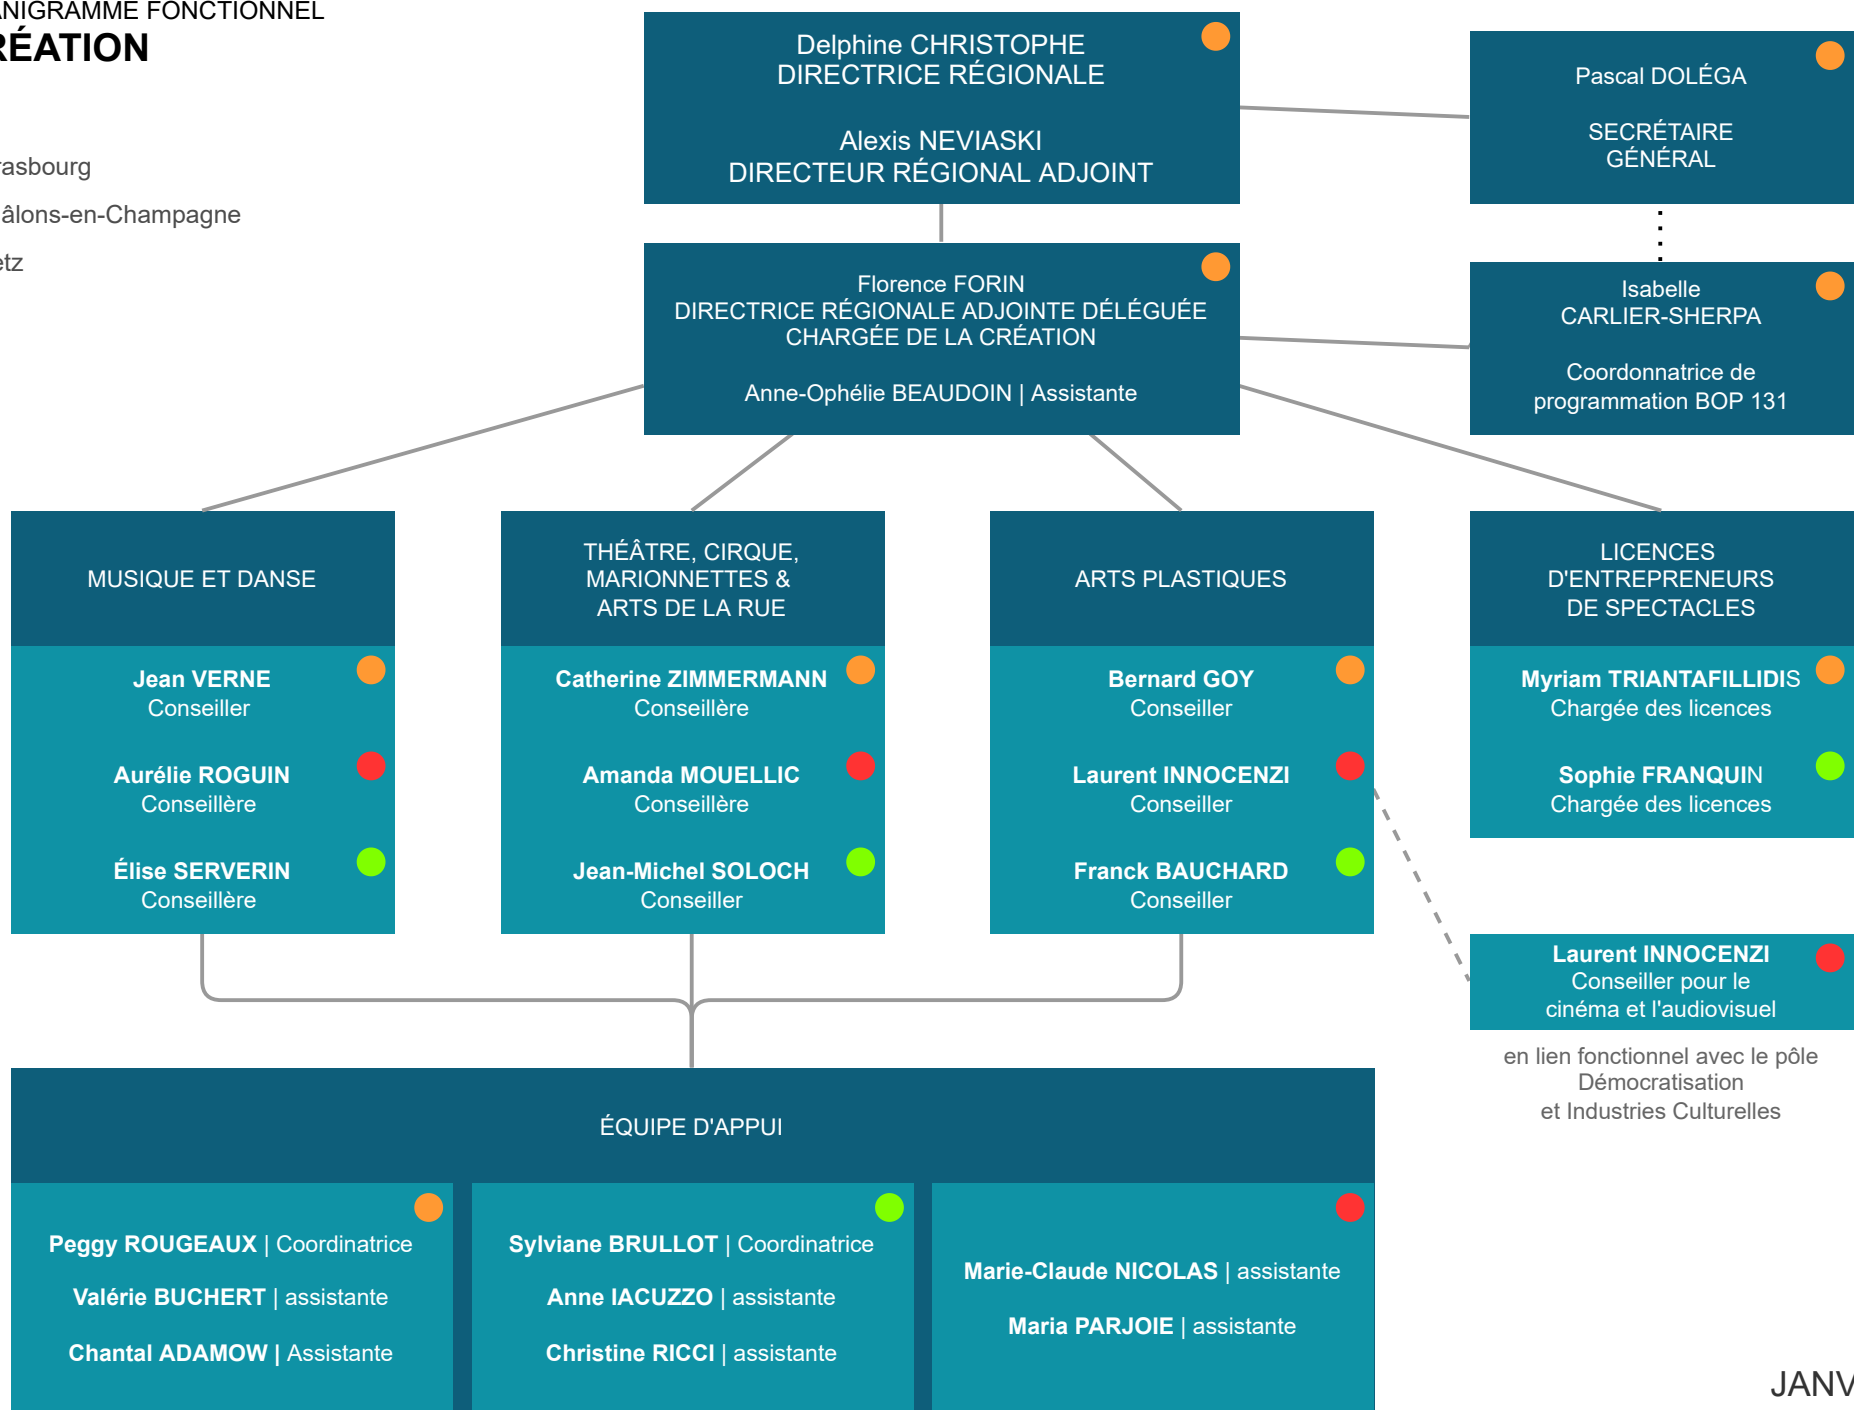 ANIGRAMME FONCTIONNEL
RÉATION
rasbourg
âlons-en-Champagne
etz
Delphine CHRISTOPHE
DIRECTRICE RÉGIONALE
Alexis NEVIASKI
DIRECTEUR RÉGIONAL ADJOINT
Pascal DOLÉGA
SECRÉTAIRE
GÉNÉRAL
Florence FORIN
DIRECTRICE RÉGIONALE ADJOINTE DÉLÉGUÉE
CHARGÉE DE LA CRÉATION
Anne-Ophélie BEAUDOIN | Assistante
Isabelle
CARLIER-SHERPA
Coordonnatrice de
programmation BOP 131
MUSIQUE ET DANSE
Jean VERNE
Conseiller
Aurélie ROGUIN
Conseillère
Élise SERVERIN
Conseillère
THÉÂTRE, CIRQUE,
MARIONNETTES &
ARTS DE LA RUE
Catherine ZIMMERMANN
Conseillère
Amanda MOUELLIC
Conseillère
Jean-Michel SOLOCH
Conseiller
ARTS PLASTIQUES
Bernard GOY
Conseiller
Laurent INNOCENZI
Conseiller
Franck BAUCHARD
Conseiller
LICENCES
D'ENTREPRENEURS
DE SPECTACLES
Myriam TRIANTAFILLIDIS
Chargée des licences
Sophie FRANQUIN
Chargée des licences
Laurent INNOCENZI
Conseiller pour le
cinéma et l'audiovisuel
en lien fonctionnel avec le pôle
Démocratisation
et Industries Culturelles
ÉQUIPE D'APPUI
Peggy ROUGEAUX | Coordinatrice
Valérie BUCHERT | assistante
Chantal ADAMOW | Assistante
Sylviane BRULLOT | Coordinatrice
Anne IACUZZO | assistante
Christine RICCI | assistante
Marie-Claude NICOLAS | assistante
Maria PARJOIE | assistante
JANV